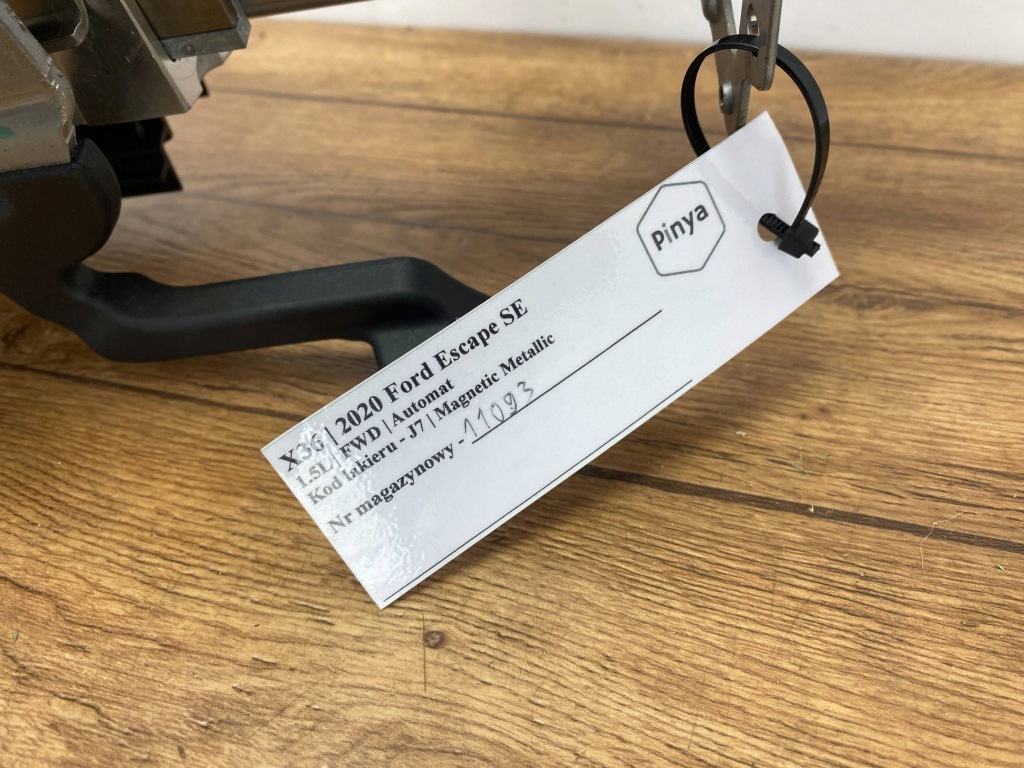 pinya
X36 | 2020 Ford Escape SE
1.5L | FWD | Automat
Kod lakieru - J7 | Magnetic Metallic
Nr magazynowy - 11093